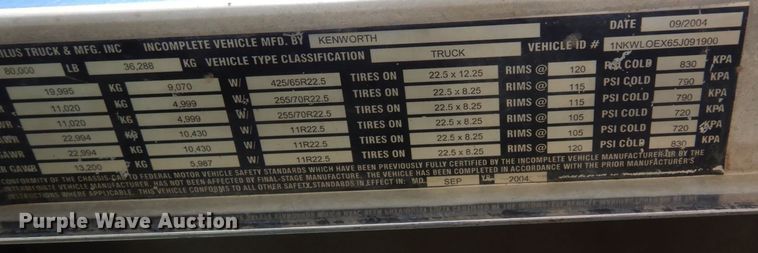 DATE 09/2004
ILUS TRUCK & MFG. INC INCOMPLETE VEHICLE MFD. BY KENWORTH VEHICLE ID # 1NKWLOEX65J091900
80,000 LB 36,288 KG VEHICLE TYPE CLASSIFICATION TRUCK
19,995 KG 9,070 W/ 425/65R22.5 TIRES ON 22.5 x 12.25 RIMS @ 120 PSI COLD 830 KPA
11,020 KG 4,999 W/ 255/70R22.5 TIRES ON 22.5 x 8.25 RIMS @ 115 PSI COLD 790 KPA
11,020 KG 4,999 W/ 255/70R22.5 TIRES ON 22.5 x 8.25 RIMS @ 115 PSI COLD 790 KPA
GAWR 22,994 KG 10,430 W/ 11R22.5 TIRES ON 22.5 x 8.25 RIMS @ 105 PSI COLD 720 KPA
GAWR 22,994 KG 10,430 W/ 11R22.5 TIRES ON 22.5 x 8.25 RIMS @ 105 PSI COLD 720 KPA
GAWR 13,200 KG 5,987 W/ 11R22.5 TIRES ON 22.5 x 8.25 RIMS @ 120 PSI COLD 830 KPA
OF THE CHASSIS-CAB TO FEDERAL MOTOR VEHICLE SAFETY STANDARDS WHICH HAVE BEEN PREVIOUSLY FULLY CERTIFIED BY THE INCOMPLETE VEHICLE MANUFACTURER OR BY THE
INTERMEDIATE VEHICLE MANUFACTURER, HAS NOT BEEN AFFECTED BY FINAL-STAGE MANUFACTURE. THE VEHICLE HAS BEEN COMPLETED IN ACCORDANCE WITH THE PRIOR MANUFACTURER'S
INSTRUCTIONS WHERE APPLICABLE. THIS VEHICLE CONFORMS TO ALL OTHER SAFETY STANDARDS IN EFFECT IN: MO. SEP YR. 2004
Purple Wave Auction